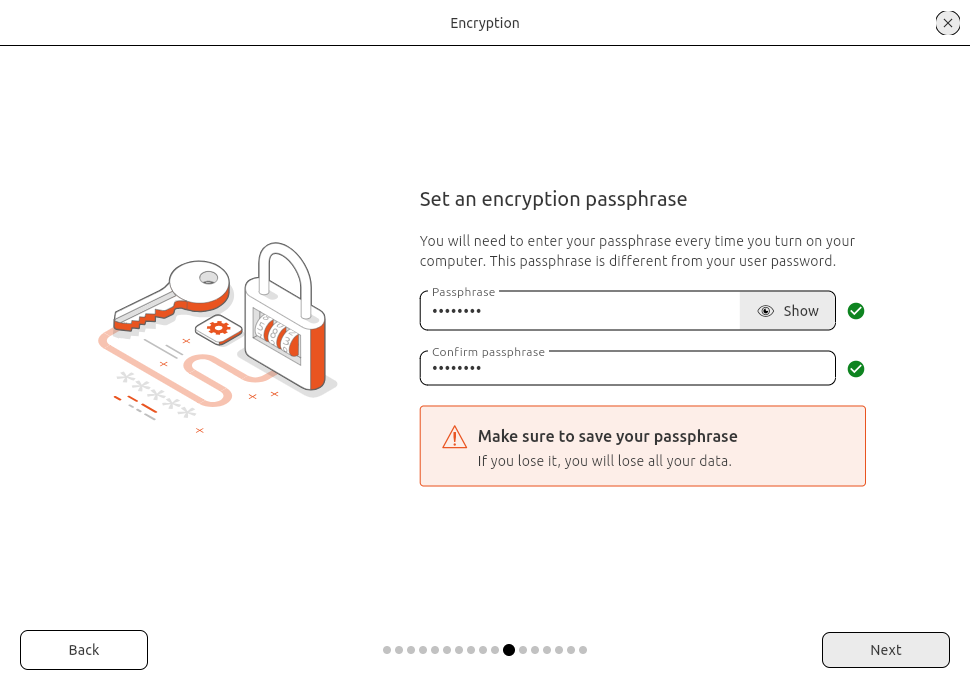 Encryption
Set an encryption passphrase
You will need to enter your passphrase every time you turn on your
computer. This passphrase is different from your user password.
Passphrase
••••••••
Show
Confirm passphrase
••••••••
Make sure to save your passphrase
If you lose it, you will lose all your data.
Back
Next